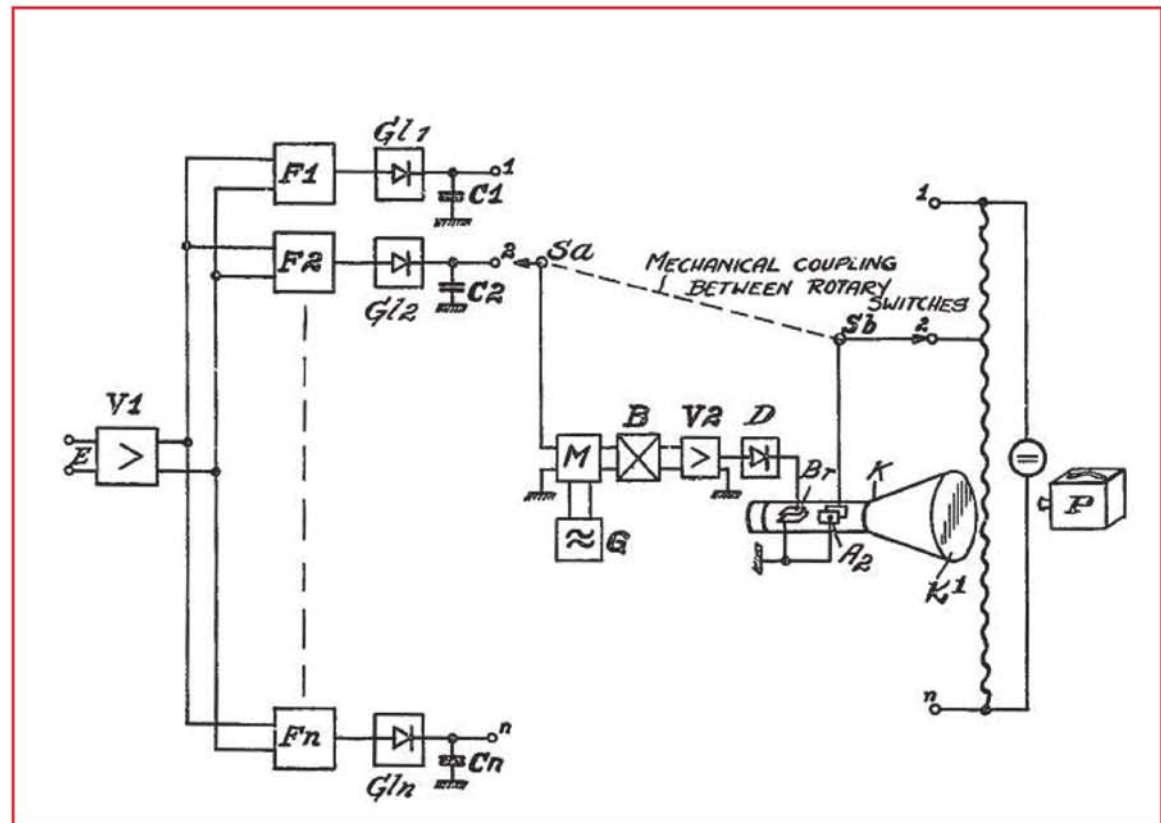 Gl1
F1
1
C1
F2
2
Sa
MECHANICAL COUPLING
BETWEEN ROTARY
SWITCHES
Gl2
C2
Sb
2
1
V1
E
>
B
V2
D
M
>
Br
K
G
A2
K1
=
P
Fn
n
Cn
Gln
n